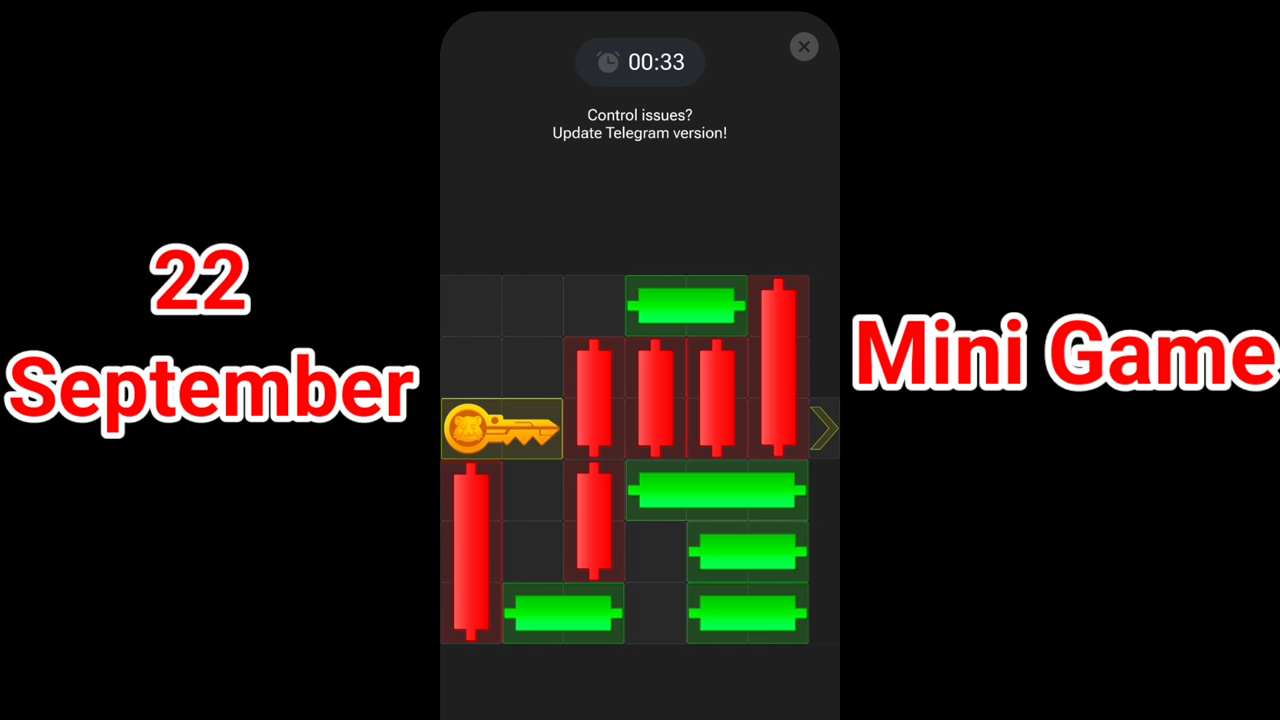 00:33
Control issues?
Update Telegram version!
22
September
Mini Game